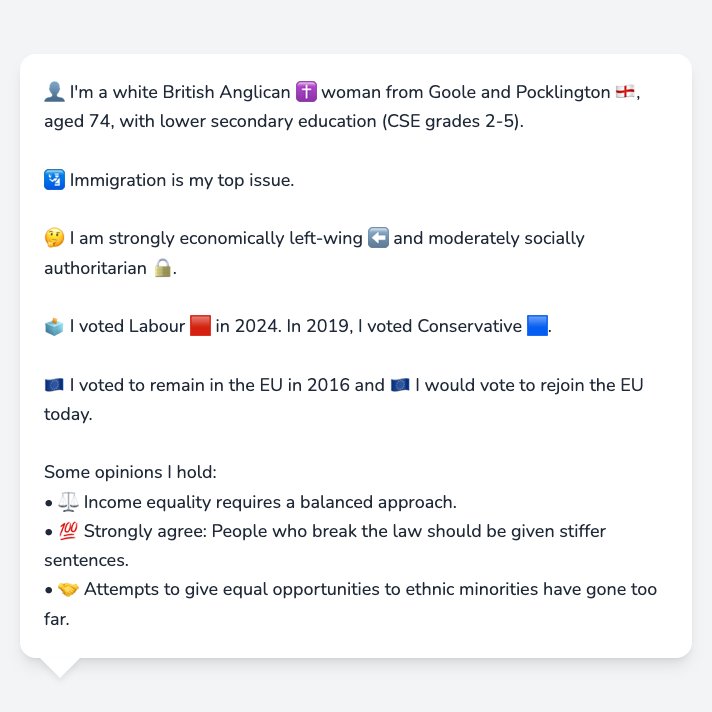 👤 I'm a white British Anglican ✝️ woman from Goole and Pocklington 🏴󠁧󠁢󠁥󠁮󠁧󠁿,
aged 74, with lower secondary education (CSE grades 2-5).
🛂 Immigration is my top issue.
🤔 I am strongly economically left-wing ⬅️ and moderately socially
authoritarian 🔒.
🗳️ I voted Labour 🟥 in 2024. In 2019, I voted Conservative 🟦.
🇪🇺 I voted to remain in the EU in 2016 and 🇪🇺 I would vote to rejoin the EU
today.
Some opinions I hold:
• ⚖️ Income equality requires a balanced approach.
• 💯 Strongly agree: People who break the law should be given stiffer
sentences.
• 🤝 Attempts to give equal opportunities to ethnic minorities have gone too
far.